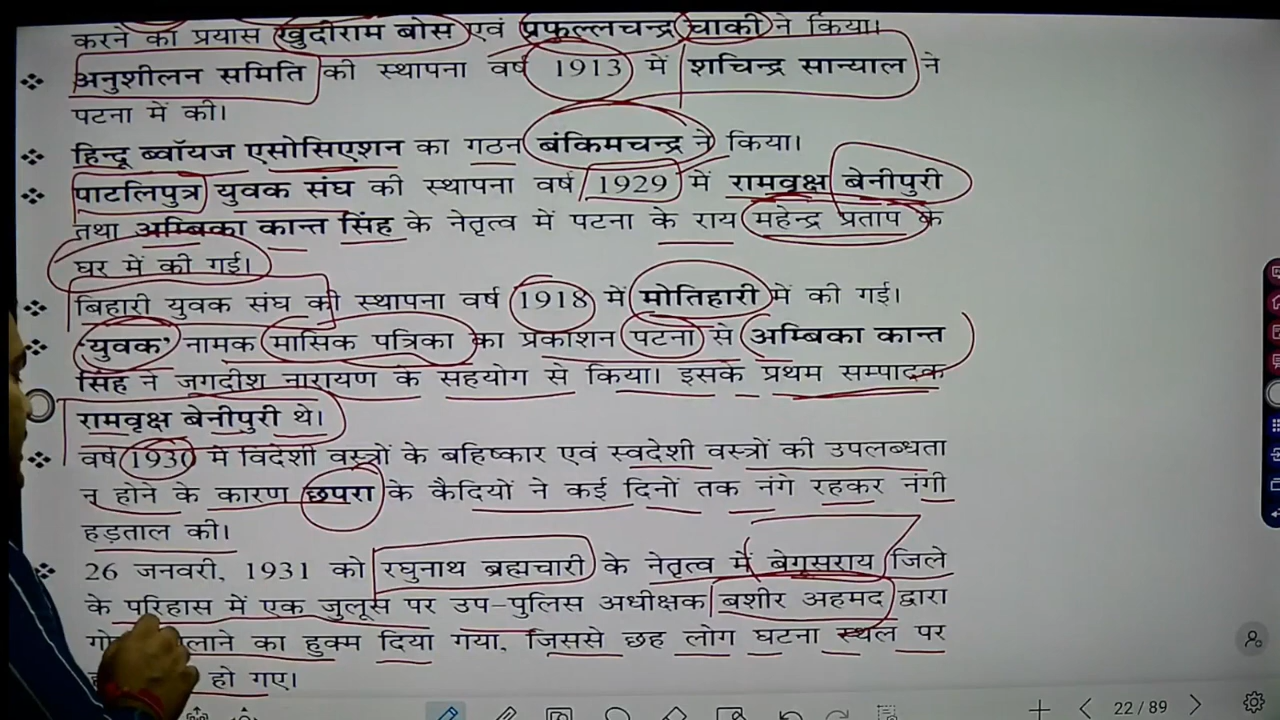 करने का प्रयास खुदीराम बोस एवं प्रफुल्लचन्द्र चाकी ने किया।
❖ अनुशीलन समिति की स्थापना वर्ष 1913 में शचिन्द्र सान्याल ने
पटना में की।
❖ हिन्दू ब्वॉयज एसोसिएशन का गठन बंकिमचन्द्र ने किया।
❖ पाटलिपुत्र युवक संघ की स्थापना वर्ष 1929 में रामवृक्ष बेनीपुरी
तथा अम्बिका कान्त सिंह के नेतृत्व में पटना के राय महेन्द्र प्रताप के
घर में की गई।
❖ बिहारी युवक संघ की स्थापना वर्ष 1918 में मोतिहारी में की गई।
❖ 'युवक' नामक मासिक पत्रिका का प्रकाशन पटना से अम्बिका कान्त
सिंह ने जगदीश नारायण के सहयोग से किया। इसके प्रथम सम्पादक
रामवृक्ष बेनीपुरी थे।
❖ वर्ष 1930 में विदेशी वस्त्रों के बहिष्कार एवं स्वदेशी वस्त्रों की उपलब्धता
न होने के कारण छपरा के कैदियों ने कई दिनों तक नंगे रहकर नंगी
हड़ताल की।
❖ 26 जनवरी, 1931 को रघुनाथ ब्रह्मचारी के नेतृत्व में बेगूसराय जिले
के परिहास में एक जुलूस पर उप-पुलिस अधीक्षक बशीर अहमद द्वारा
का हुक्म दिया गया, जिससे छह लोग घटना स्थल पर
हो गए।
22/89